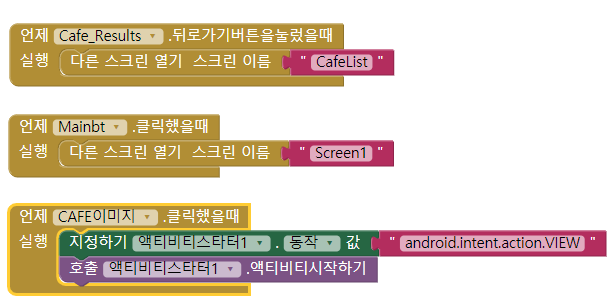 언제 Cafe_Results .뒤로가기버튼을눌렀을때
실행 다른 스크린 열기 스크린 이름 " CafeList "
언제 Mainbt .클릭했을때
실행 다른 스크린 열기 스크린 이름 " Screen1 "
언제 CAFE이미지 .클릭했을때
실행 지정하기 액티비티스타터1 . 동작 값 " android.intent.action.VIEW "
호출 액티비티스타터1 .액티비티시작하기